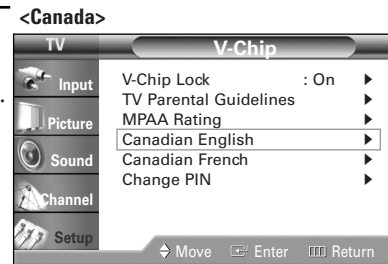 <Canada>
TV
V-Chip
Input
Picture
Sound
Channel
Setup
V-Chip Lock : On
TV Parental Guidelines
MPAA Rating
Canadian English
Canadian French
Change PIN
Move Enter Return